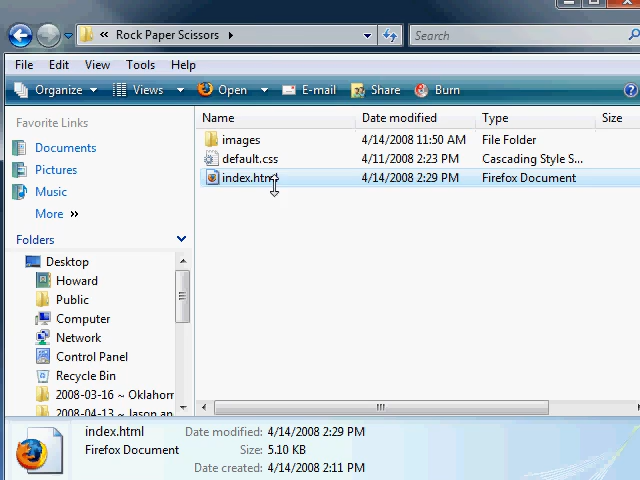 « Rock Paper Scissors
Search
File Edit View Tools Help
Organize Views Open E-mail Share Burn
Favorite Links
Documents
Pictures
Music
More »
Folders
Desktop
Howard
Public
Computer
Network
Control Panel
Recycle Bin
2008-03-16 ~ Oklahom
2008-04-13 ~ Jason an
Name Date modified Type Size
images 4/14/2008 11:50 AM File Folder
default.css 4/11/2008 2:23 PM Cascading Style S...
index.html 4/14/2008 2:29 PM Firefox Document
index.html Date modified: 4/14/2008 2:29 PM
Firefox Document Size: 5.10 KB
Date created: 4/14/2008 2:11 PM